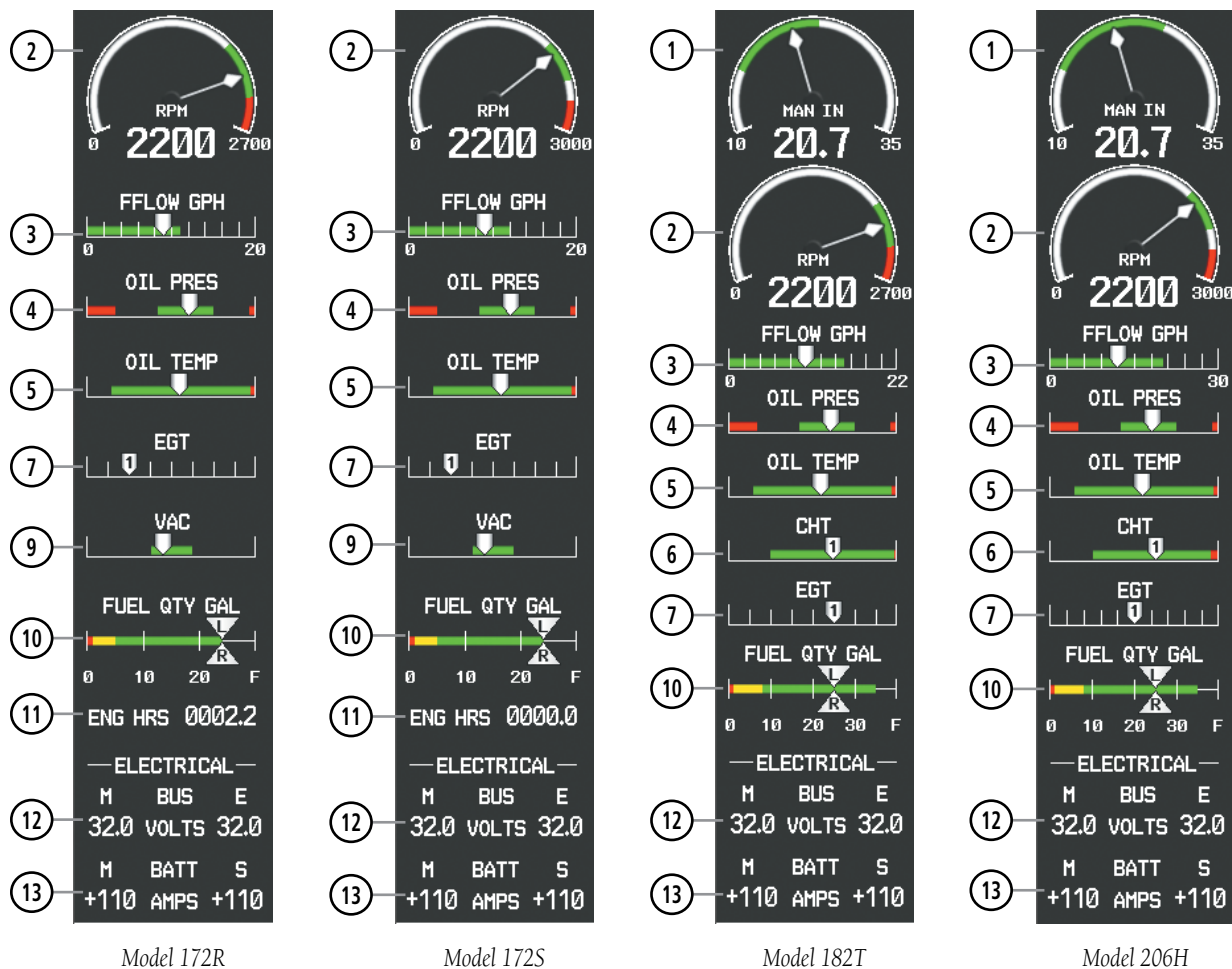 2
RPM
2200
0 2700
3
FFLOW GPH
0 20
4
OIL PRES
5
OIL TEMP
7
EGT
1
9
VAC
10
FUEL QTY GAL
L
R
0 10 20 F
11
ENG HRS 0002.2
ELECTRICAL
M BUS E
12
32.0 VOLTS 32.0
M BATT S
13
+110 AMPS +110
Model 172R
2
RPM
2200
0 3000
3
FFLOW GPH
0 20
4
OIL PRES
5
OIL TEMP
7
EGT
1
9
VAC
10
FUEL QTY GAL
L
R
0 10 20 F
11
ENG HRS 0000.0
ELECTRICAL
M BUS E
12
32.0 VOLTS 32.0
M BATT S
13
+110 AMPS +110
Model 172S
1
MAN IN
20.7
10 35
2
RPM
2200
0 2700
3
FFLOW GPH
0 22
4
OIL PRES
5
OIL TEMP
6
CHT
1
7
EGT
1
10
FUEL QTY GAL
L
R
0 10 20 30 F
ELECTRICAL
M BUS E
12
32.0 VOLTS 32.0
M BATT S
13
+110 AMPS +110
Model 182T
1
MAN IN
20.7
10 35
2
RPM
2200
0 3000
3
FFLOW GPH
0 30
4
OIL PRES
5
OIL TEMP
6
CHT
1
7
EGT
1
10
FUEL QTY GAL
L
R
0 10 20 30 F
ELECTRICAL
M BUS E
12
32.0 VOLTS 32.0
M BATT S
13
+110 AMPS +110
Model 206H